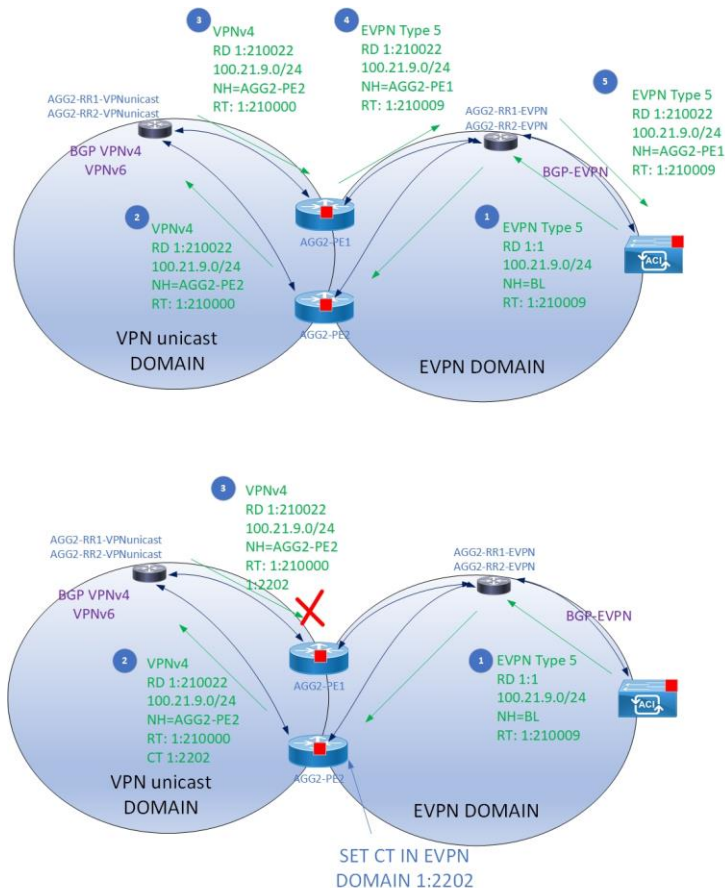 3
VPNv4
RD 1:210022
100.21.9.0/24
NH=AGG2-PE2
RT: 1:210000
4
EVPN Type 5
RD 1:210022
100.21.9.0/24
NH=AGG2-PE1
RT: 1:210009
5
EVPN Type 5
RD 1:210022
100.21.9.0/24
NH=AGG2-PE1
RT: 1:210009
AGG2-RR1-VPNunicast
AGG2-RR2-VPNunicast
BGP VPNv4
VPNv6
AGG2-RR1-EVPN
AGG2-RR2-EVPN
BGP-EVPN
2
VPNv4
RD 1:210022
100.21.9.0/24
NH=AGG2-PE2
RT: 1:210000
AGG2-PE1
1
EVPN Type 5
RD 1:1
100.21.9.0/24
NH=BL
RT: 1:210009
ACI
AGG2-PE2
VPN unicast
DOMAIN
EVPN DOMAIN
3
VPNv4
RD 1:210022
100.21.9.0/24
NH=AGG2-PE2
RT: 1:210000
1:2202
AGG2-RR1-VPNunicast
AGG2-RR2-VPNunicast
BGP VPNv4
VPNv6
AGG2-RR1-EVPN
AGG2-RR2-EVPN
BGP-EVPN
2
VPNv4
RD 1:210022
100.21.9.0/24
NH=AGG2-PE2
RT: 1:210000
CT 1:2202
AGG2-PE1
1
EVPN Type 5
RD 1:1
100.21.9.0/24
NH=BL
RT: 1:210009
ACI
AGG2-PE2
VPN unicast
DOMAIN
EVPN DOMAIN
SET CT IN EVPN
DOMAIN 1:2202